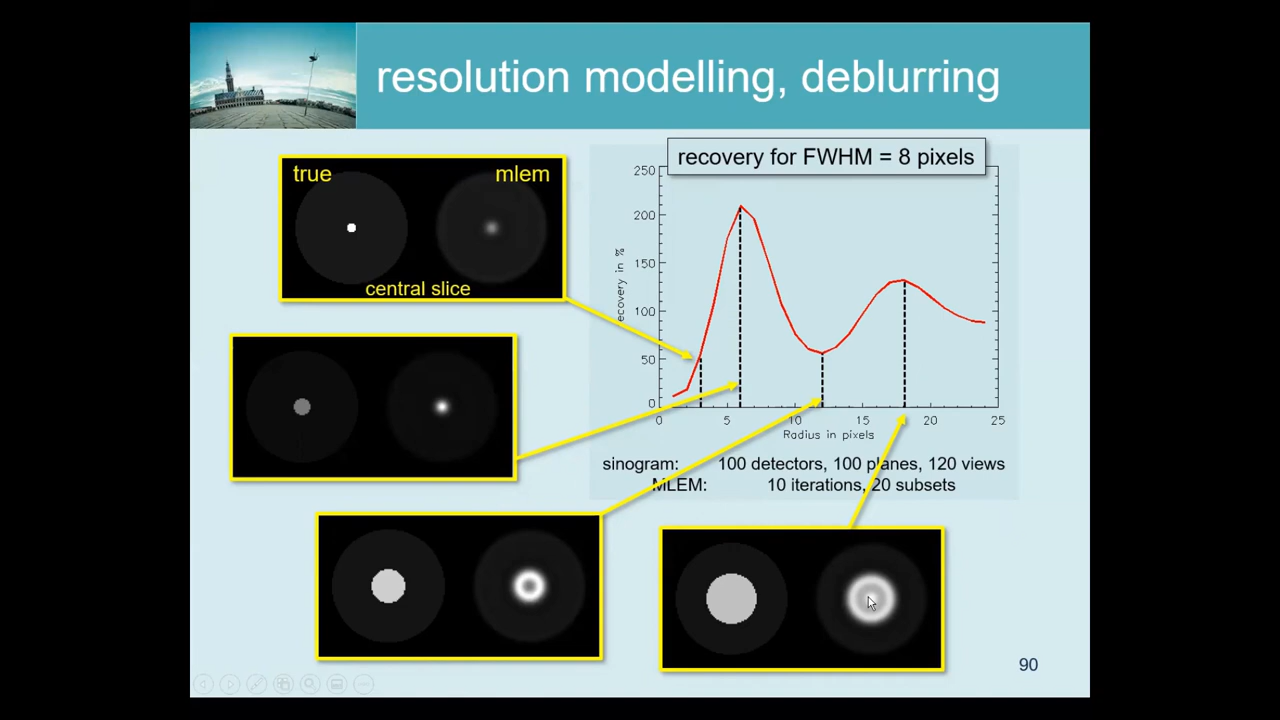 resolution modelling, deblurring
true mlem
central slice
recovery for FWHM = 8 pixels
250
200
150
100
50
0
ecovery in %
0 5 10 15 20 25
Radius in pixels
sinogram: 100 detectors, 100 planes, 120 views
MLEM: 10 iterations, 20 subsets
90